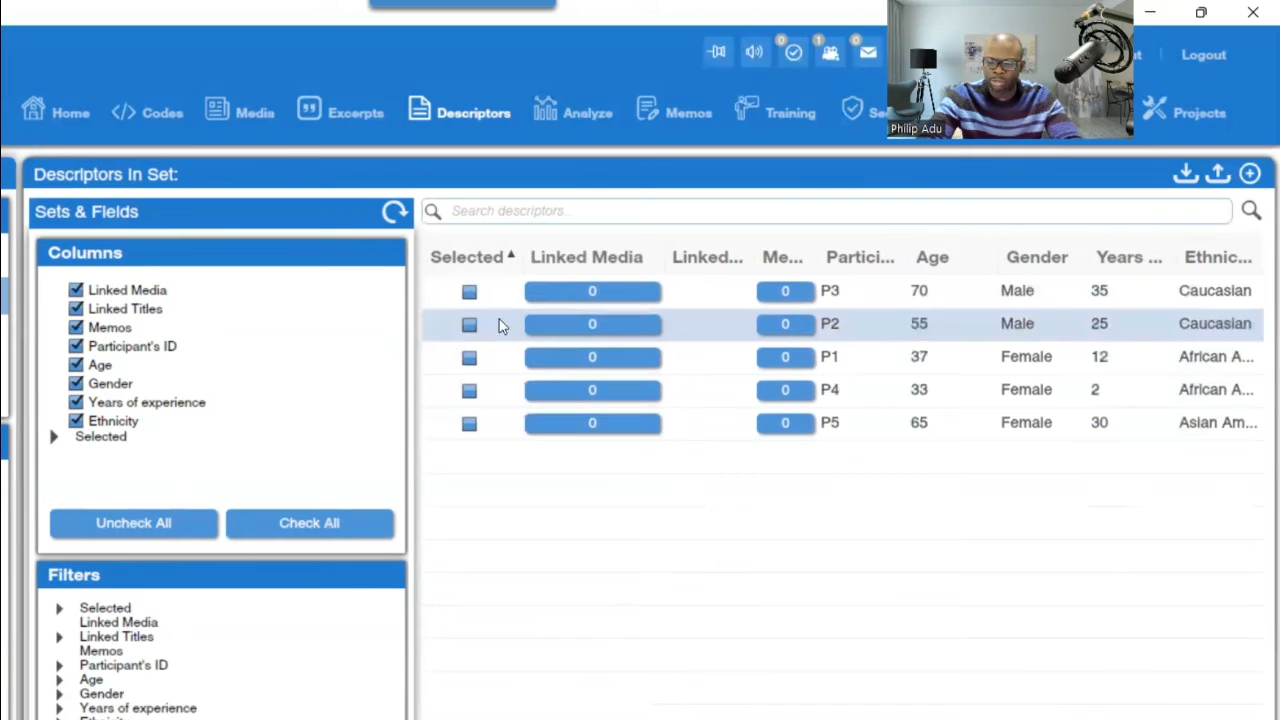 0 1 0
Logout
Home Codes Media Excerpts Descriptors Analyze Memos Training Projects
Philip Adu
Descriptors In Set:
Sets & Fields
Search descriptors...
Columns
Linked Media
Linked Titles
Memos
Participant's ID
Age
Gender
Years of experience
Ethnicity
Selected
Uncheck All Check All
Filters
Selected
Linked Media
Linked Titles
Memos
Participant's ID
Age
Gender
Years of experience
Selected Linked Media Linked... Me... Partici... Age Gender Years ... Ethnic...
0 0 P3 70 Male 35 Caucasian
0 0 P2 55 Male 25 Caucasian
0 0 P1 37 Female 12 African A...
0 0 P4 33 Female 2 African A...
0 0 P5 65 Female 30 Asian Am...